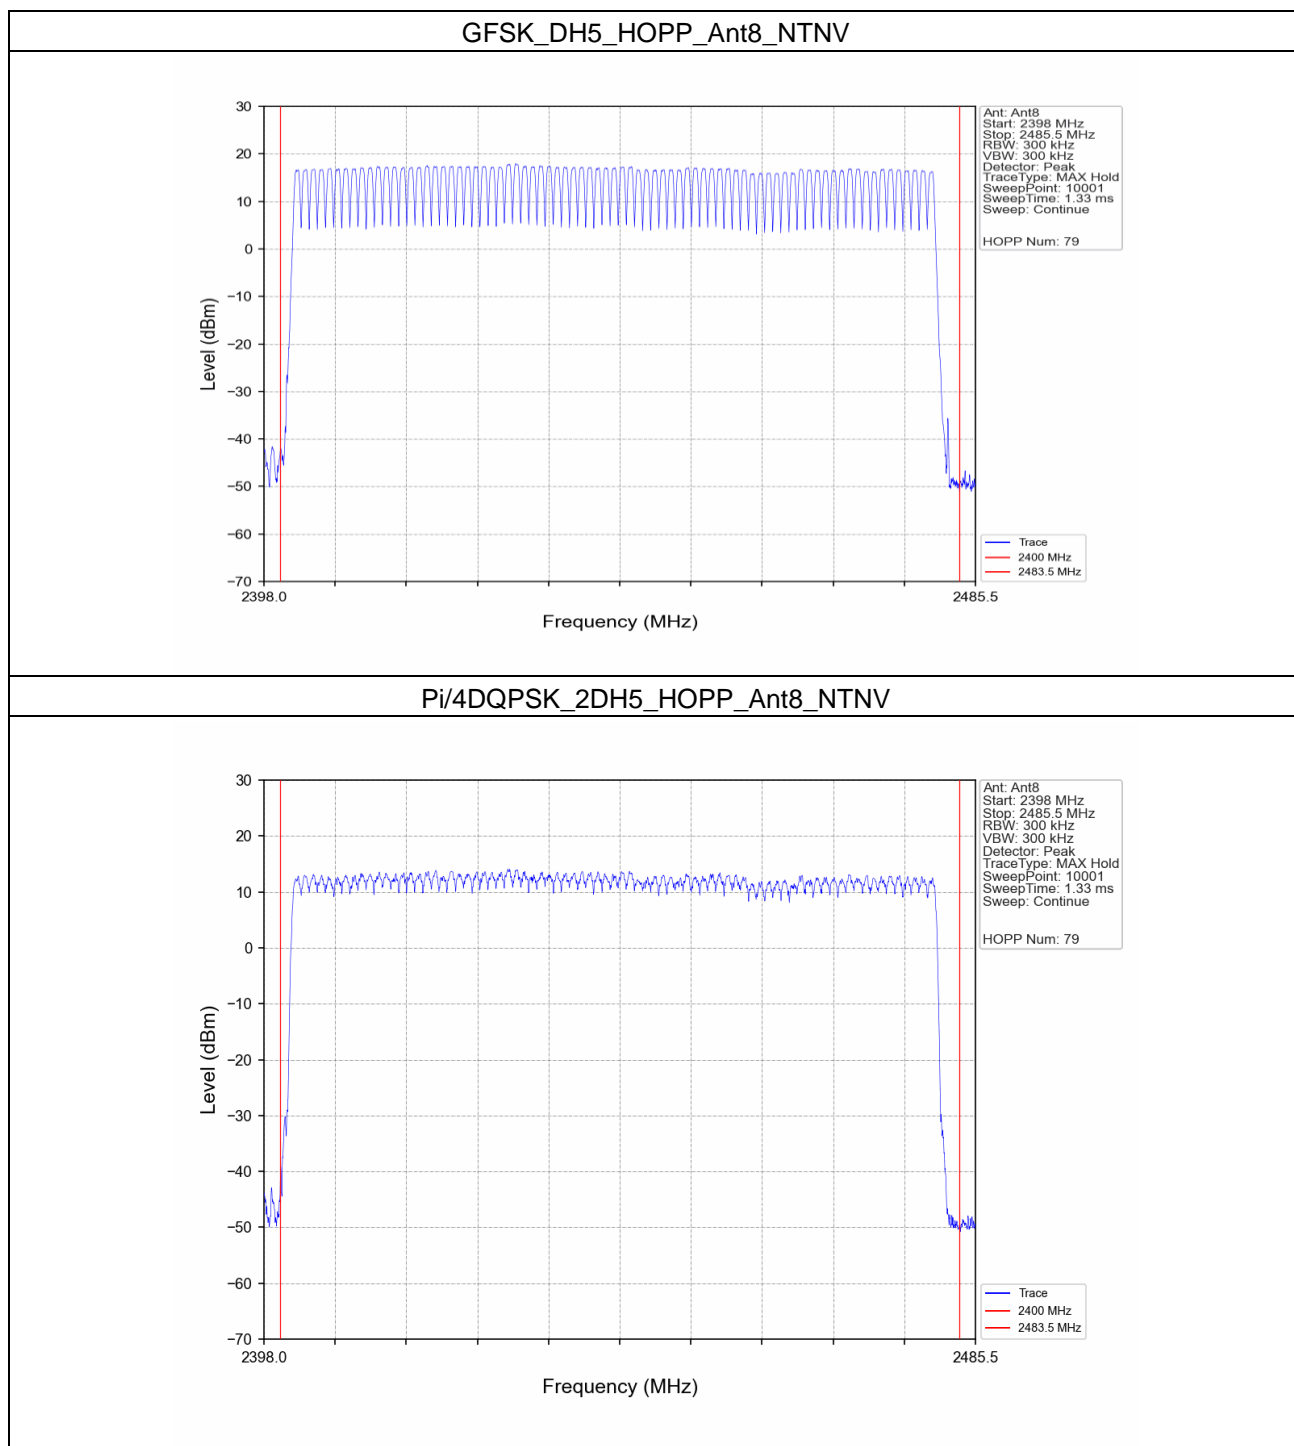 GFSK_DH5_HOPP_Ant8_NTNV
30
20
10
0
−10
−20
−30
−40
−50
−60
−70
Level (dBm)
2398.0
2485.5
Frequency (MHz)
Ant: Ant8
Start: 2398 MHz
Stop: 2485.5 MHz
RBW: 300 kHz
VBW: 300 kHz
Detector: Peak
TraceType: MAX Hold
SweepPoint: 10001
SweepTime: 1.33 ms
Sweep: Continue
HOPP Num: 79
Trace
2400 MHz
2483.5 MHz
Pi/4DQPSK_2DH5_HOPP_Ant8_NTNV
30
20
10
0
−10
−20
−30
−40
−50
−60
−70
Level (dBm)
2398.0
2485.5
Frequency (MHz)
Ant: Ant8
Start: 2398 MHz
Stop: 2485.5 MHz
RBW: 300 kHz
VBW: 300 kHz
Detector: Peak
TraceType: MAX Hold
SweepPoint: 10001
SweepTime: 1.33 ms
Sweep: Continue
HOPP Num: 79
Trace
2400 MHz
2483.5 MHz